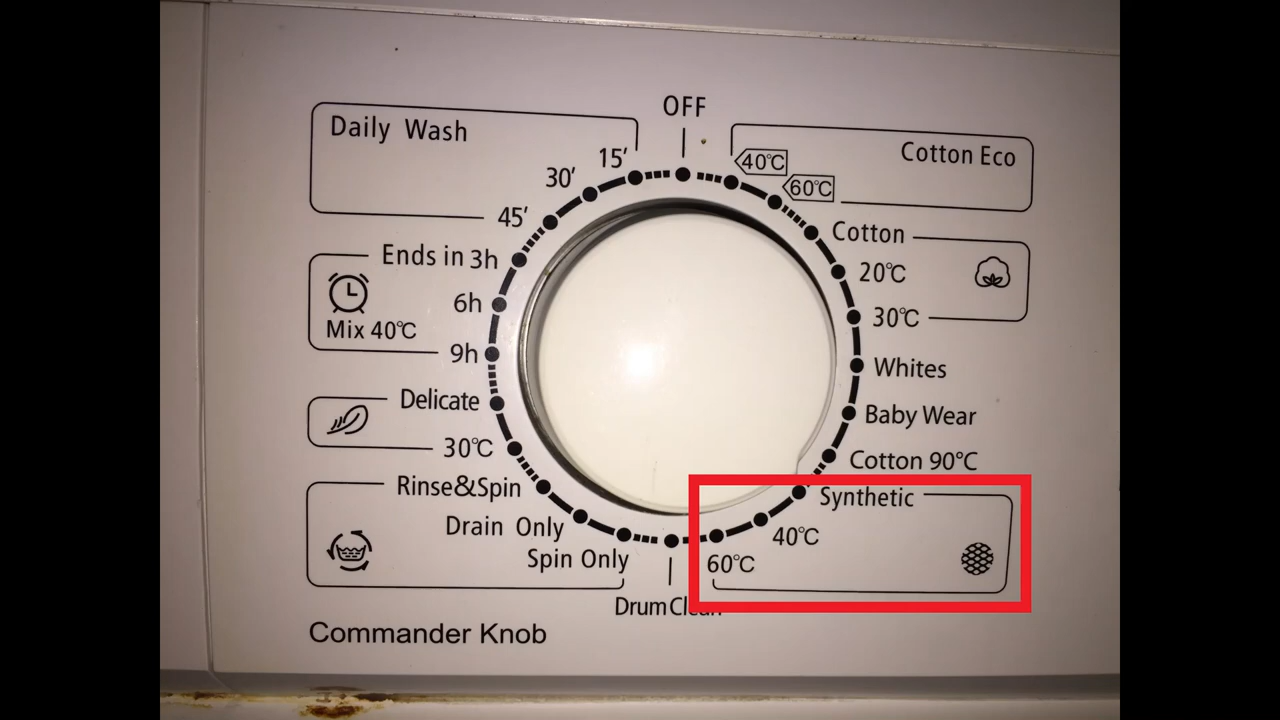 OFF
Daily Wash
15′
30′
45′
40℃
60℃
Cotton Eco
Cotton
20℃
30℃
Ends in 3h
6h
9h
Mix 40℃
Whites
Baby Wear
Cotton 90°C
Delicate
30℃
Synthetic
40℃
60℃
Rinse&Spin
Drain Only
Spin Only
Drum Clean
Commander Knob